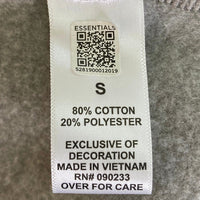 ESSENTIALS
5281900012019
S
80% COTTON
20% POLYESTER
EXCLUSIVE OF
DECORATION
MADE IN VIETNAM
RN# 090233
OVER FOR CARE